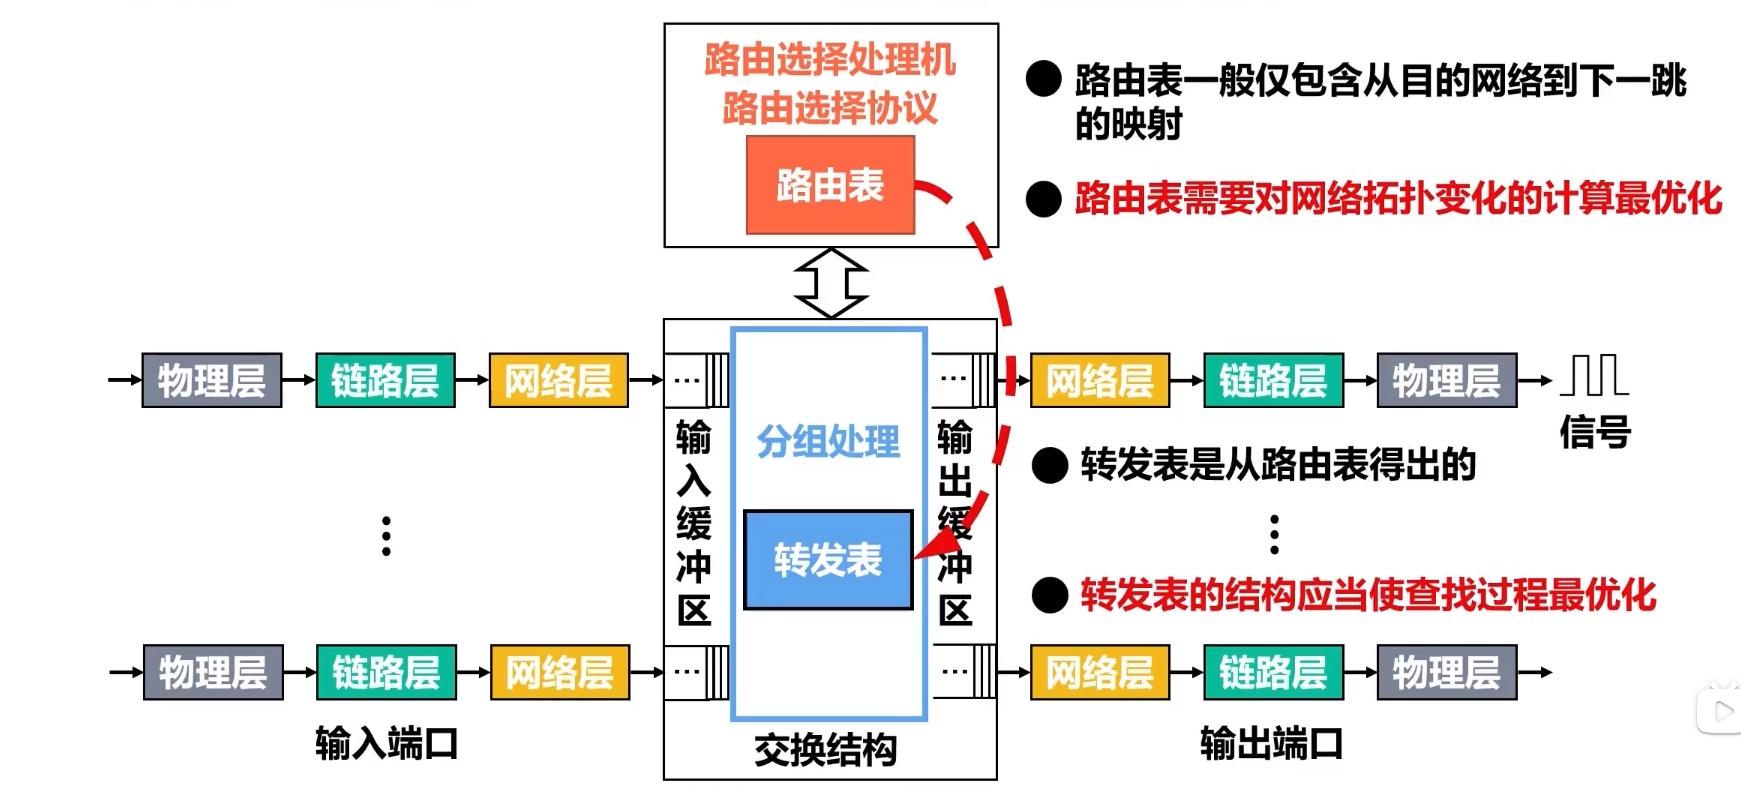 路由选择处理机
路由选择协议
路由表
● 路由表一般仅包含从目的网络到下一跳
的映射
● 路由表需要对网络拓扑变化的计算最优化
物理层
链路层
网络层
...
...
网络层
链路层
物理层
信号
输入缓冲区
分组处理
转发表
输出缓冲区
● 转发表是从路由表得出的
● 转发表的结构应当使查找过程最优化
物理层
链路层
网络层
...
...
网络层
链路层
物理层
输入端口
交换结构
输出端口